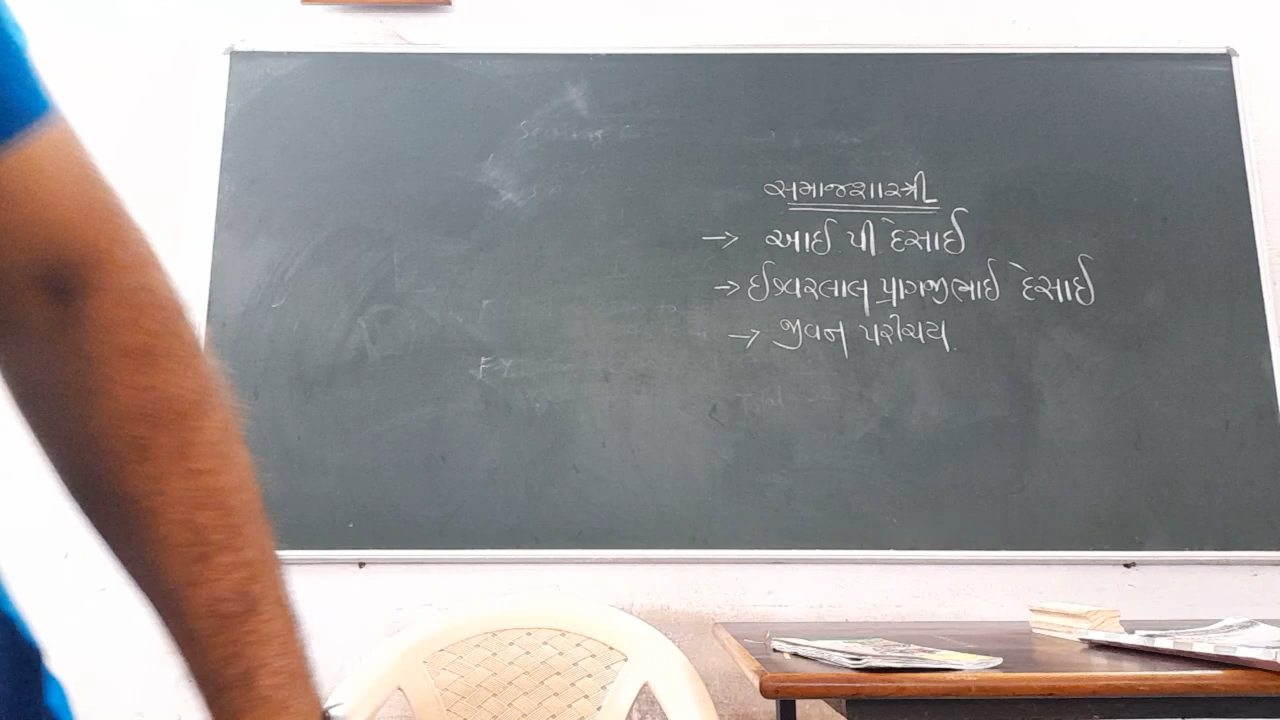 સમાજશાસ્ત્રી
→ આઈ. પી. દેસાઈ
→ ઈશ્વરલાલ પ્રાગજીભાઈ દેસાઈ
→ જીવન પરીચય.